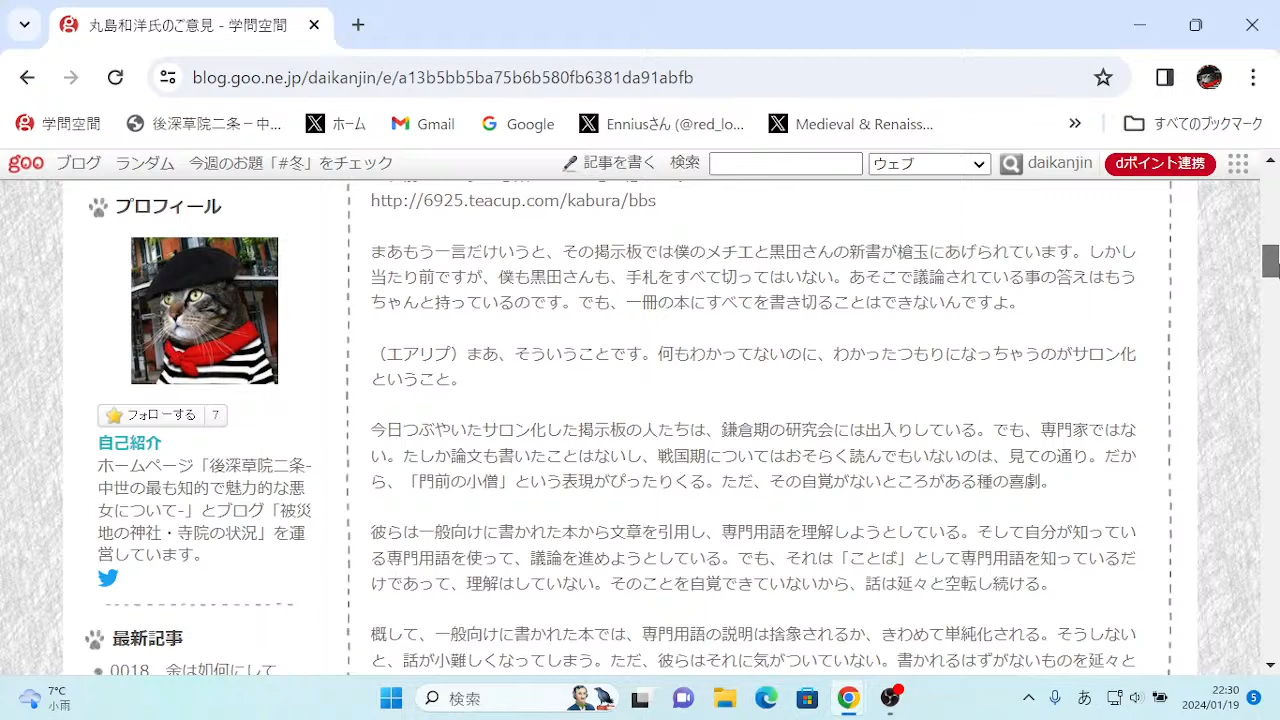 丸島和洋氏のご意見 - 学問空間
blog.goo.ne.jp/daikanjin/e/a13b5bb5ba75b6b580fb6381da91abfb
学問空間
後深草院二条－中...
ホーム
Gmail
Google
Enniusさん (@red_lo...
Medieval & Renaiss...
すべてのブックマーク
goo ブログ ランダム 今週のお題「#冬」をチェック 記事を書く 検索 ウェブ daikanjin dポイント連携
プロフィール
フォローする 7
自己紹介
ホームページ「後深草院二条-
中世の最も知的で魅力的な悪
女について-」とブログ「被災
地の神社・寺院の状況」を運
営しています。
最新記事
0018 余は如何にして
http://6925.teacup.com/kabura/bbs
まあもう一言だけいうと、その掲示板では僕のメチエと黒田さんの新書が槍玉にあげられています。しかし
当たり前ですが、僕も黒田さんも、手札をすべて切ってはいない。あそこで議論されている事の答えはもう
ちゃんと持っているのです。でも、一冊の本にすべてを書き切ることはできないんですよ。
（エアリプ）まあ、そういうことです。何もわかってないのに、わかったつもりになっちゃうのがサロン化
ということ。
今日つぶやいたサロン化した掲示板の人たちは、鎌倉期の研究会には出入りしている。でも、専門家ではな
い。たしか論文も書いたことはないし、戦国期についてはおそらく読んでもいないのは、見ての通り。だか
ら、「門前の小僧」という表現がぴったりくる。ただ、その自覚がないところがある種の喜劇。
彼らは一般向けに書かれた本から文章を引用し、専門用語を理解しようとしている。そして自分が知ってい
る専門用語を使って、議論を進めようとしている。でも、それは「ことば」として専門用語を知っているだ
けであって、理解はしていない。そのことを自覚できていないから、話は延々と空転し続ける。
概して、一般向けに書かれた本では、専門用語の説明は捨象されるか、きわめて単純化される。そうしない
と、話が小難しくなってしまう。ただ、彼らはそれに気がついていない。書かれるはずがないものを延々と
7°C
小雨
検索
あ
22:30
2024/01/19
5